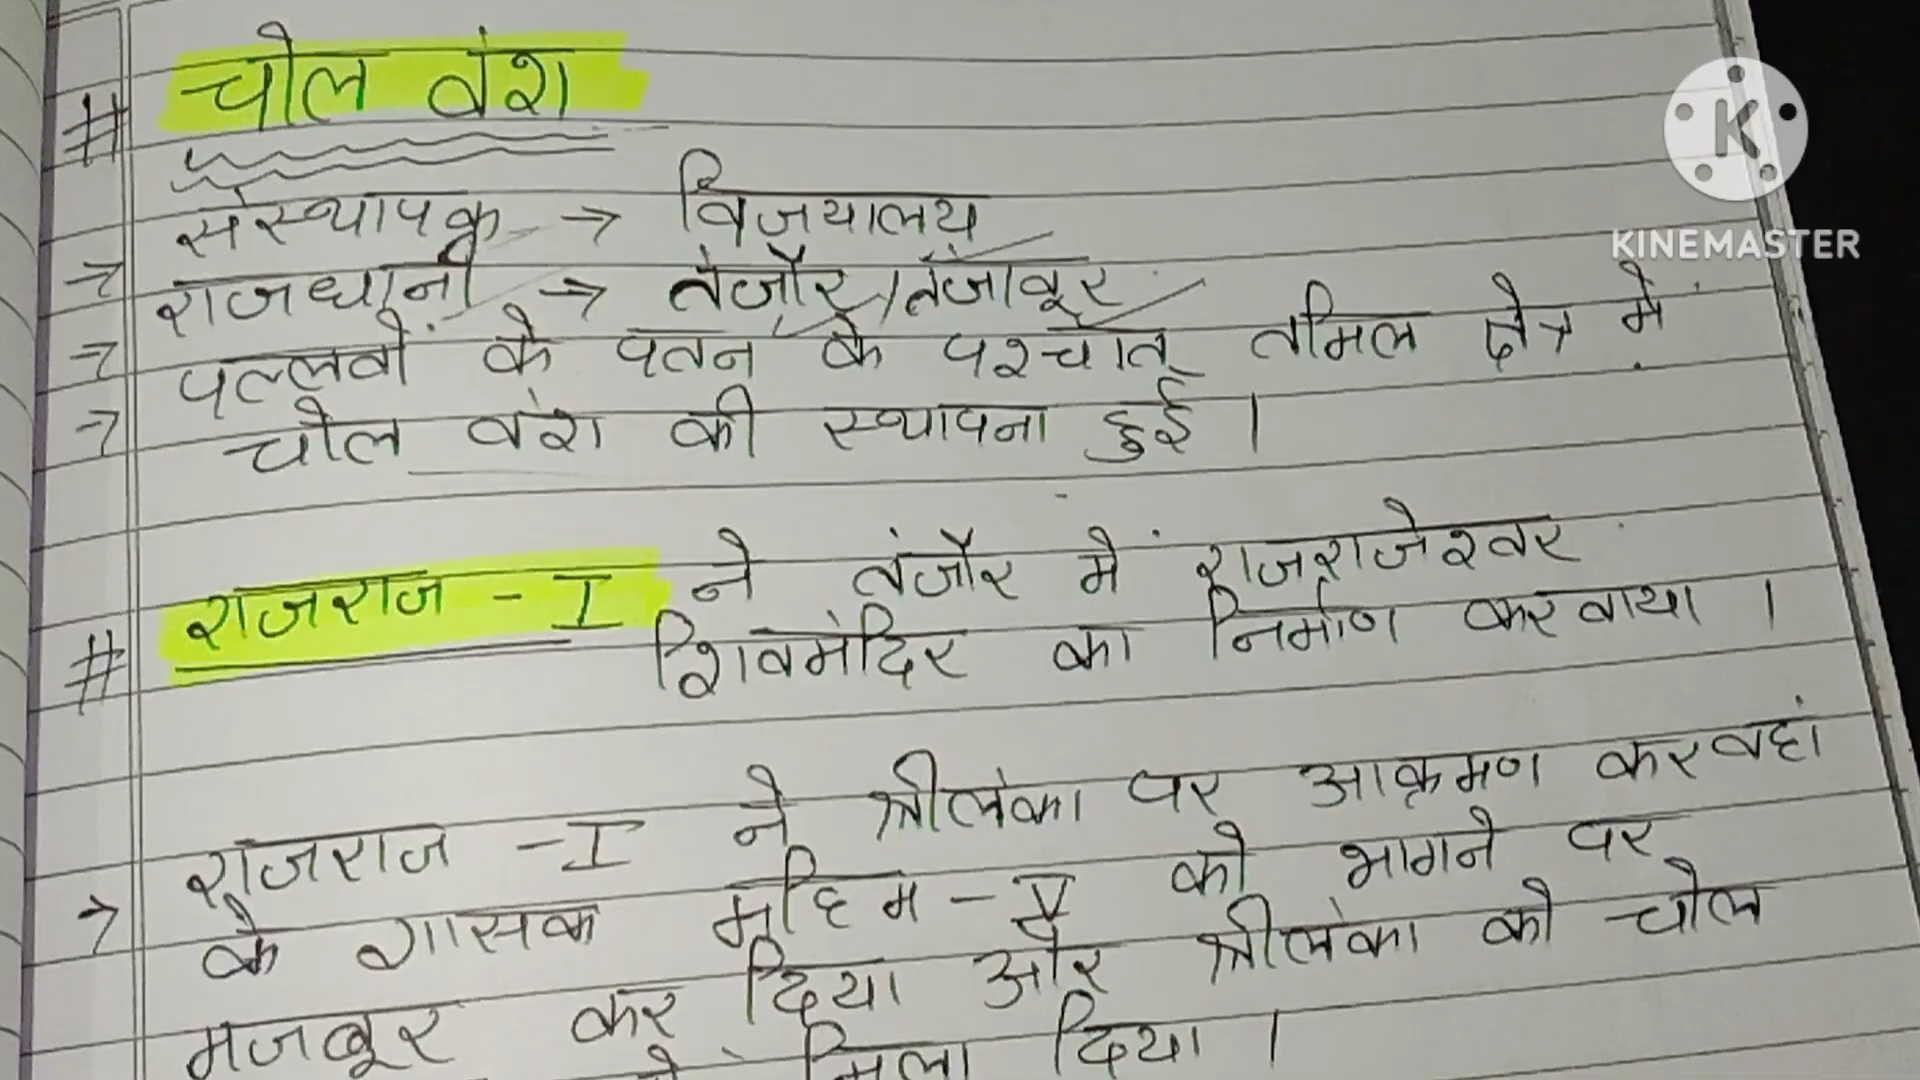 # चोल वंश
संस्थापक → विजयालय
→ राजधानी → तंजौर/तंजावूर
→ पल्लवों के पतन के पश्चात् तमिल क्षेत्र में
→ चोल वंश की स्थापना हुई ।
# राजराज - I ने तंजौर में राजराजेश्वर
शिवमंदिर का निर्माण करवाया ।
→ राजराज - I ने श्रीलंका पर आक्रमण कर वहां
के शासक महिम - V को भागने पर
मजबूर कर दिया और श्रीलंका को चोल
मिला दिया ।
K
KINEMASTER